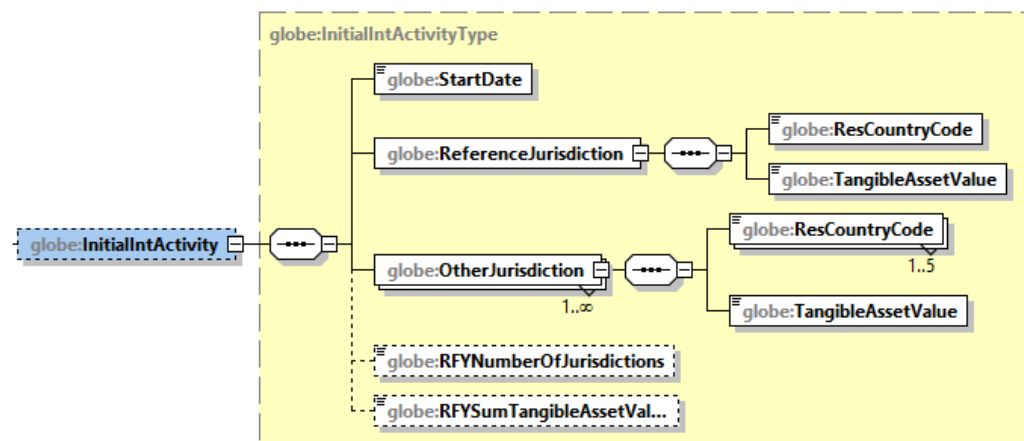 globe:InitialIntActivityType
globe:StartDate
globe:ReferenceJurisdiction
globe:ResCountryCode
globe:TangibleAssetValue
globe:InitialIntActivity
globe:OtherJurisdiction
1..∞
globe:ResCountryCode
1..5
globe:TangibleAssetValue
globe:RFYNumberOfJurisdictions
globe:RFYSumTangibleAssetVal...